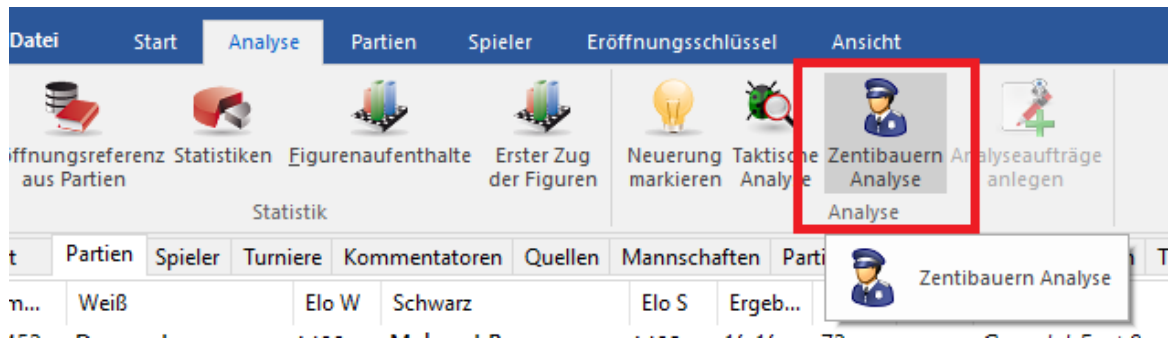 Datei Start Analyse Partien Spieler Eröffnungsschlüssel Ansicht
ffnungsreferenz Statistiken Figurenaufenthalte Erster Zug Neuerung Taktische Zentibauern Analyseaufträge
aus Partien der Figuren markieren Analyse Analyse anlegen
Statistik Analyse
t Partien Spieler Turniere Kommentatoren Quellen Mannschaften Parti T
m... Weiß Elo W Schwarz Elo S Ergeb... Zentibauern Analyse